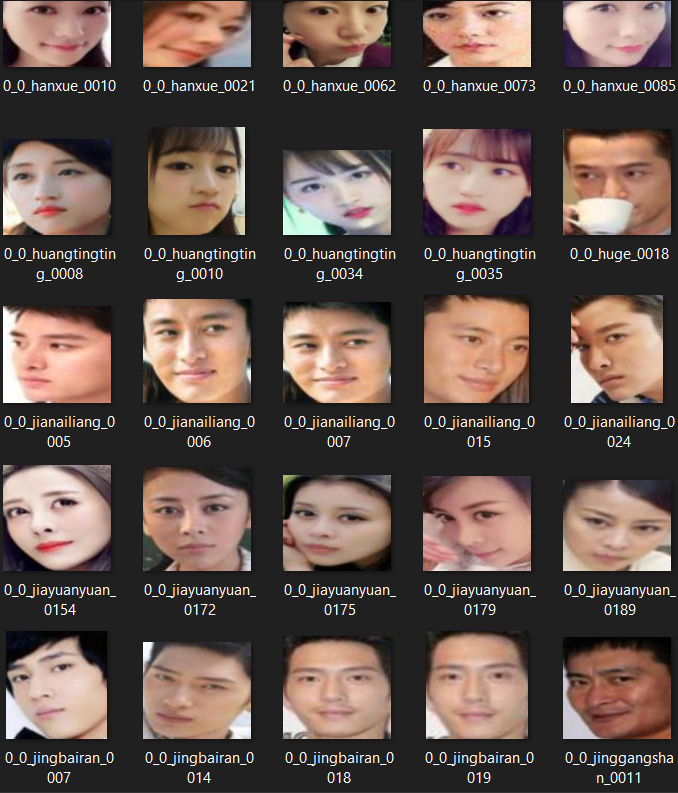 0_0_hanxue_0010
0_0_hanxue_0021
0_0_hanxue_0062
0_0_hanxue_0073
0_0_hanxue_0085
0_0_huangtingtin
g_0008
0_0_huangtingtin
g_0010
0_0_huangtingtin
g_0034
0_0_huangtingtin
g_0035
0_0_huge_0018
0_0_jianailiang_0
005
0_0_jianailiang_0
006
0_0_jianailiang_0
007
0_0_jianailiang_0
015
0_0_jianailiang_0
024
0_0_jiayuanyuan_
0154
0_0_jiayuanyuan_
0172
0_0_jiayuanyuan_
0175
0_0_jiayuanyuan_
0179
0_0_jiayuanyuan_
0189
0_0_jingbairan_0
007
0_0_jingbairan_0
014
0_0_jingbairan_0
018
0_0_jingbairan_0
019
0_0_jinggangsha
n_0011